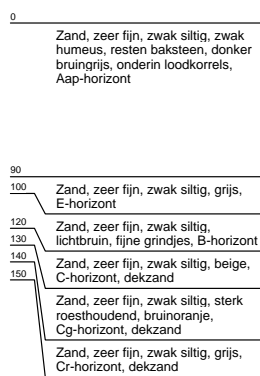 0
Zand, zeer fijn, zwak siltig, zwak
humeus, resten baksteen, donker
bruingrijs, onderin loodkorrels,
Aap-horizont
90
100
Zand, zeer fijn, zwak siltig, grijs,
E-horizont
120
Zand, zeer fijn, zwak siltig,
lichtbruin, fijne grindjes, B-horizont
130
Zand, zeer fijn, zwak siltig, beige,
C-horizont, dekzand
140
Zand, zeer fijn, zwak siltig, sterk
roesthoudend, bruinoranje,
Cg-horizont, dekzand
150
Zand, zeer fijn, zwak siltig, grijs,
Cr-horizont, dekzand